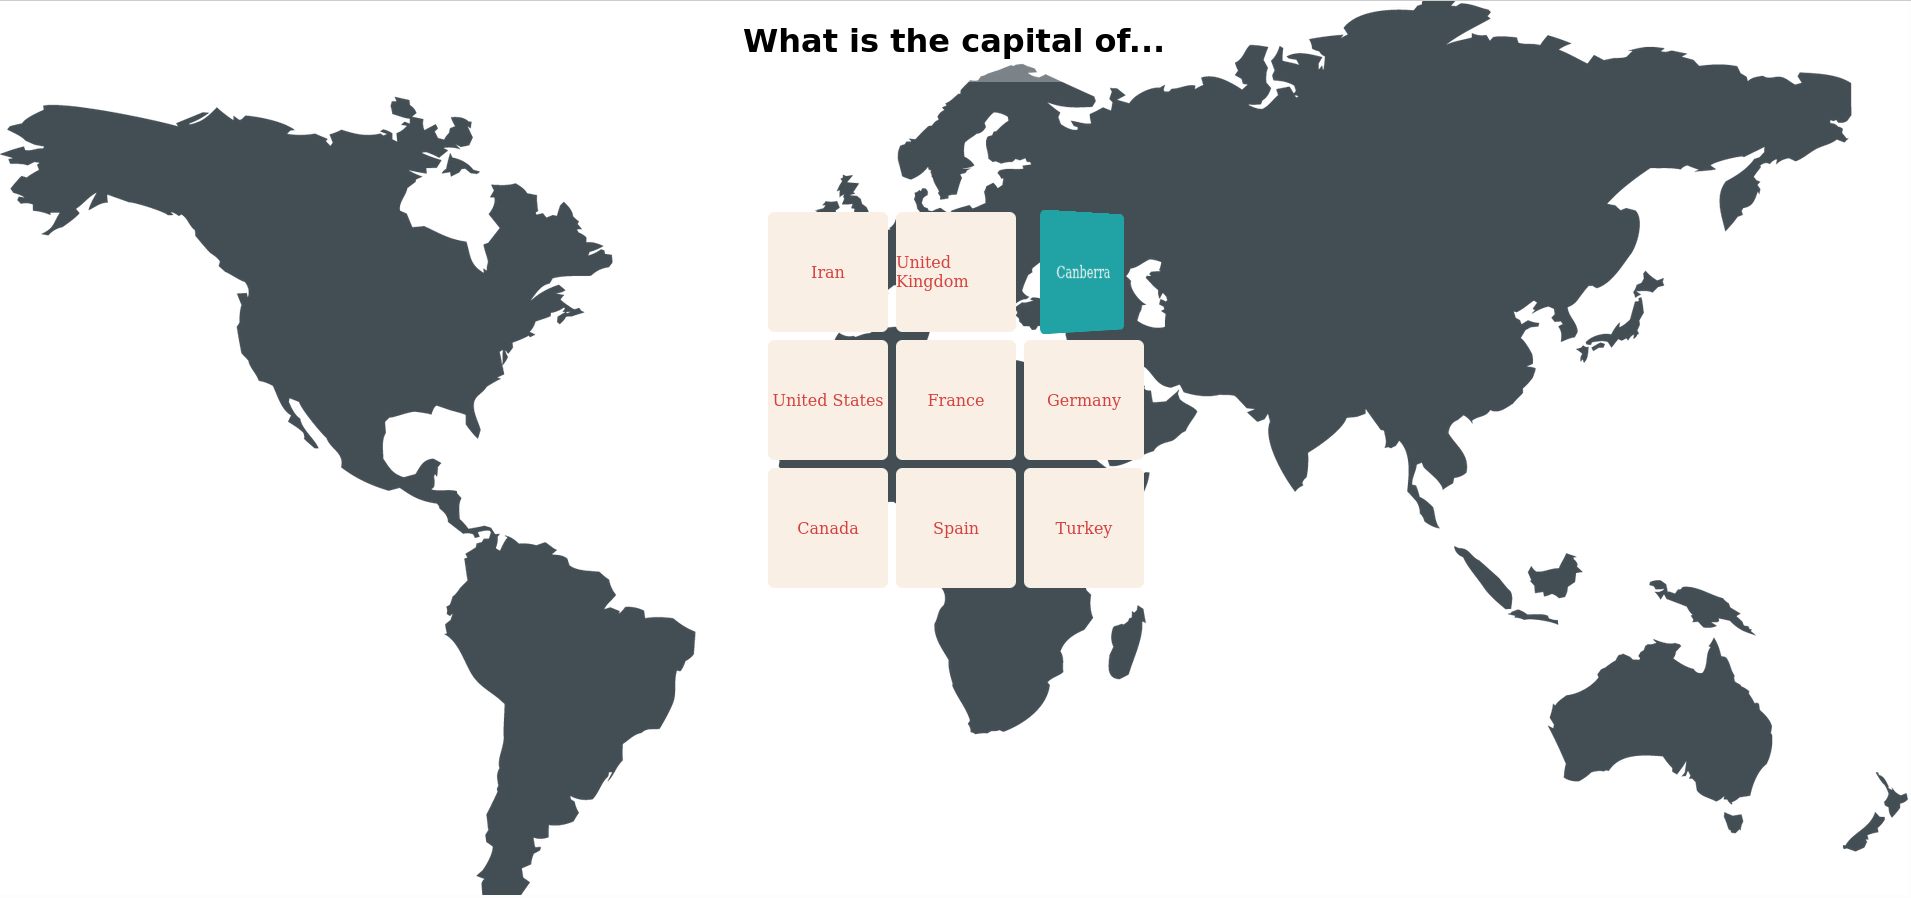 What is the capital of...
Iran
United
Kingdom
Canberra
United States
France
Germany
Canada
Spain
Turkey